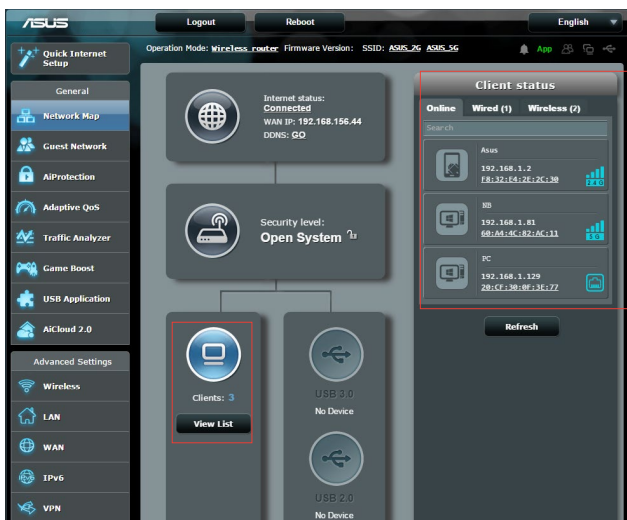 ASUS
Logout
Reboot
English
Quick Internet
Setup
Operation Mode: Wireless router Firmware Version: SSID: ASUS_2G ASUS_5G
App
General
Network Map
Guest Network
AiProtection
Adaptive QoS
Traffic Analyzer
Game Boost
USB Application
AiCloud 2.0
Advanced Settings
Wireless
LAN
WAN
IPv6
VPN
Internet status:
Connected
WAN IP: 192.168.156.44
DDNS: GO
Security level:
Open System
Clients: 3
View List
USB 3.0
No Device
USB 2.0
No Device
Client status
Online Wired (1) Wireless (2)
Search
Asus
192.168.1.2
F8:32:E4:2E:2C:30
2.4G
NB
192.168.1.81
60:A4:4C:82:AC:11
5G
PC
192.168.1.129
20:CF:30:0F:3E:77
Refresh